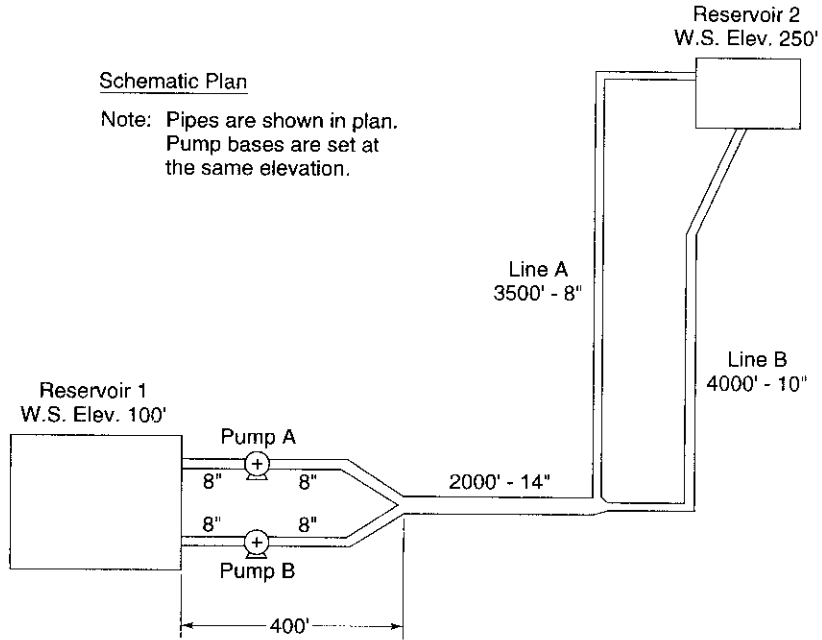 Reservoir 2
W.S. Elev. 250'
Schematic Plan
Note: Pipes are shown in plan.
Pump bases are set at
the same elevation.
Line A
3500' - 8"
Line B
4000' - 10"
Reservoir 1
W.S. Elev. 100'
Pump A
8" 8"
2000' - 14"
8" 8"
Pump B
400'